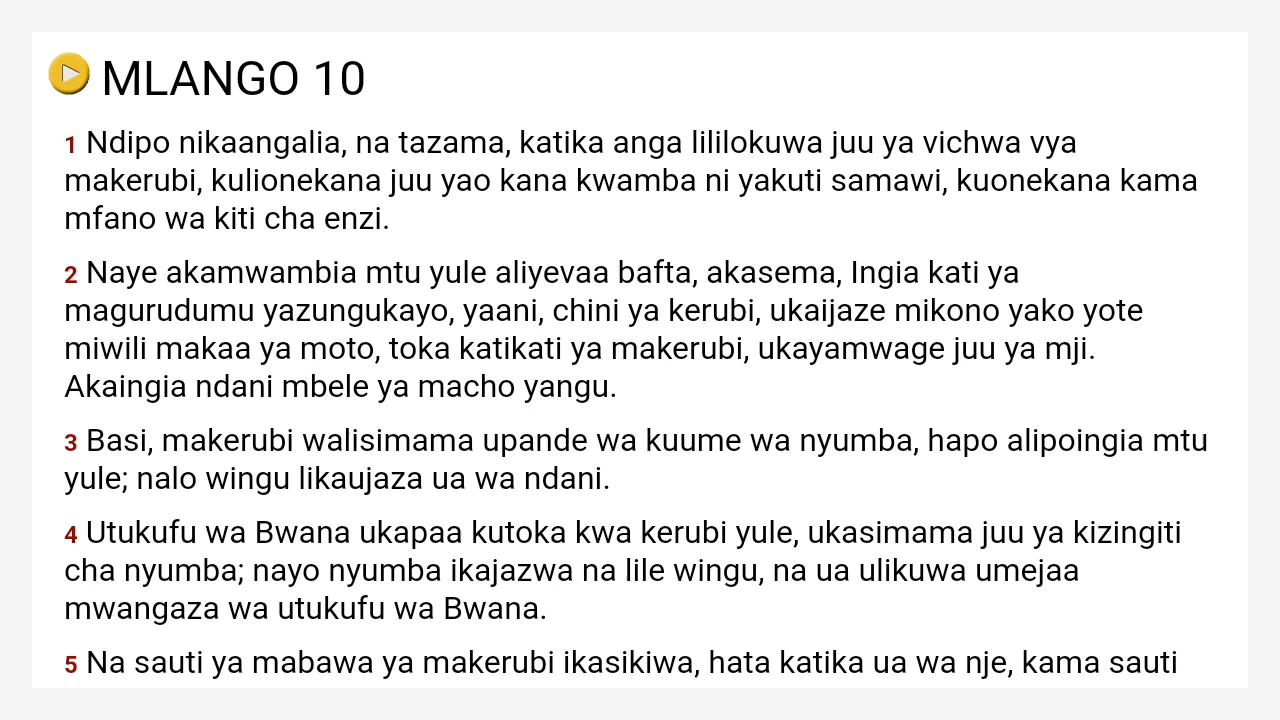 MLANGO 10
1 Ndipo nikaangalia, na tazama, katika anga lililokuwa juu ya vichwa vya
makerubi, kulionekana juu yao kana kwamba ni yakuti samawi, kuonekana kama
mfano wa kiti cha enzi.
2 Naye akamwambia mtu yule aliyevaa bafta, akasema, Ingia kati ya
magurudumu yazungukayo, yaani, chini ya kerubi, ukaijaze mikono yako yote
miwili makaa ya moto, toka katikati ya makerubi, ukayamwage juu ya mji.
Akaingia ndani mbele ya macho yangu.
3 Basi, makerubi walisimama upande wa kuume wa nyumba, hapo alipoingia mtu
yule; nalo wingu likaujaza ua wa ndani.
4 Utukufu wa Bwana ukapaa kutoka kwa kerubi yule, ukasimama juu ya kizingiti
cha nyumba; nayo nyumba ikajazwa na lile wingu, na ua ulikuwa umejaa
mwangaza wa utukufu wa Bwana.
5 Na sauti ya mabawa ya makerubi ikasikiwa, hata katika ua wa nje, kama sauti